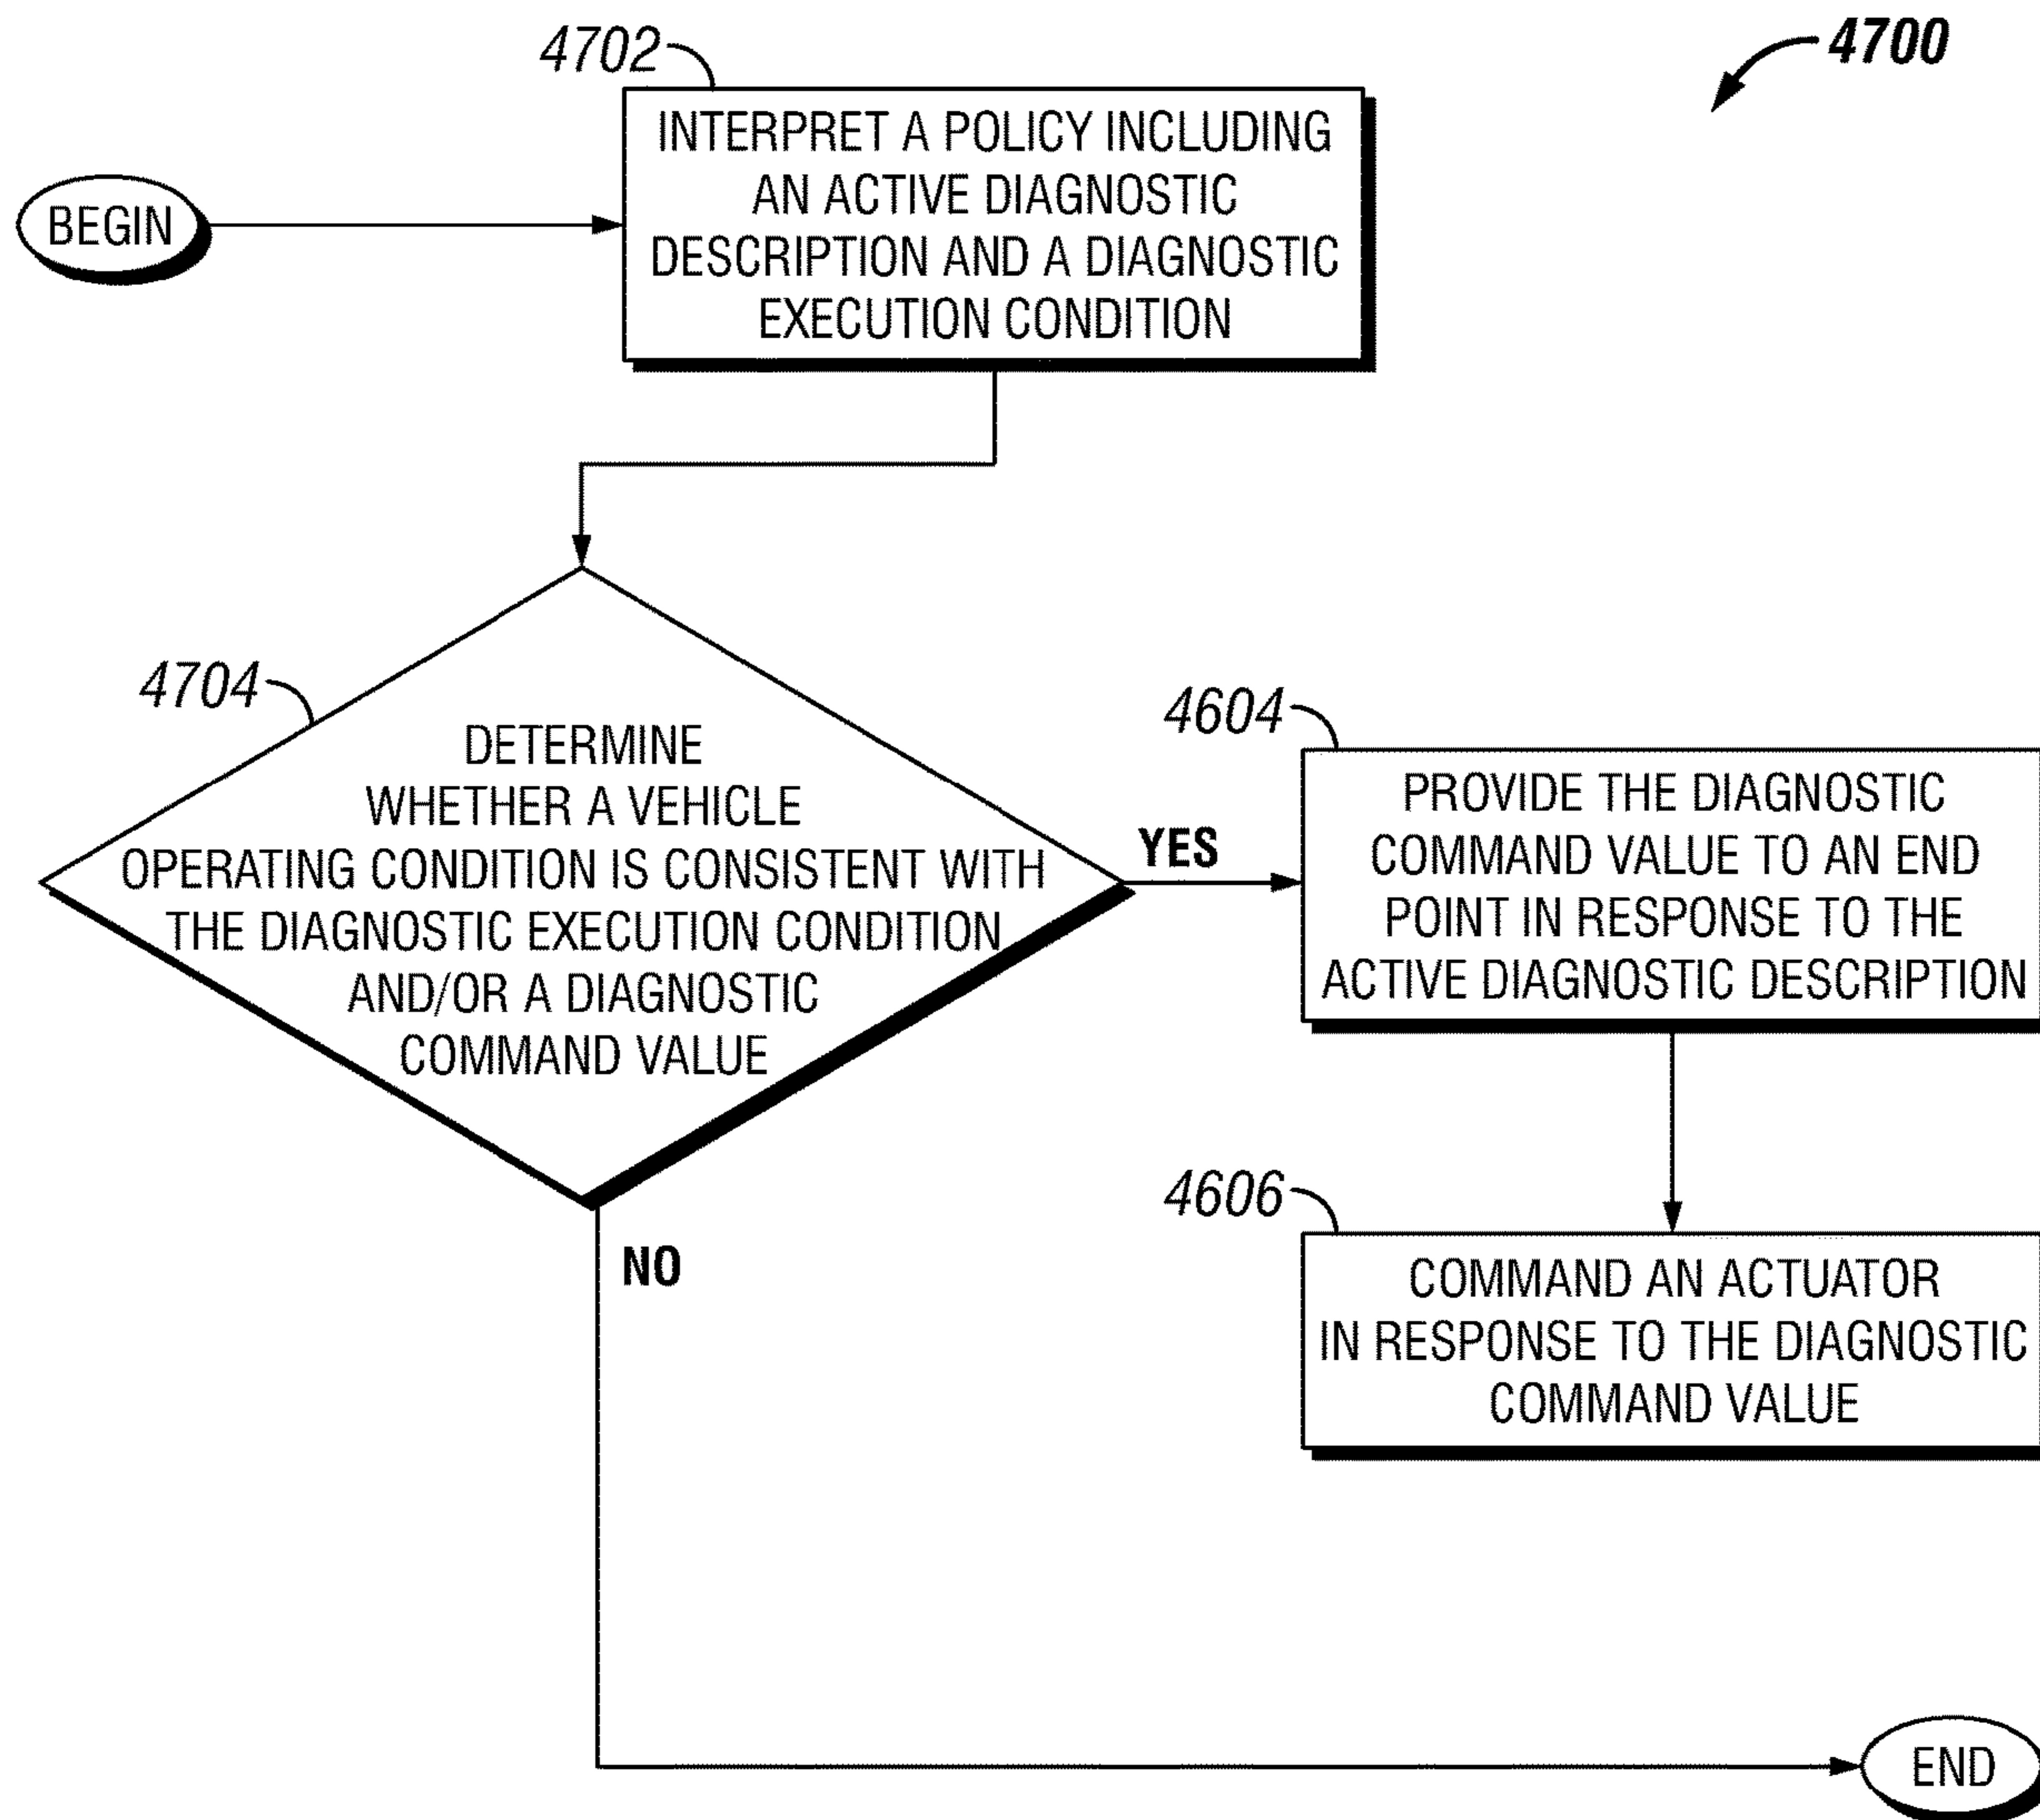 4700
4702
INTERPRET A POLICY INCLUDING
AN ACTIVE DIAGNOSTIC
DESCRIPTION AND A DIAGNOSTIC
EXECUTION CONDITION
BEGIN
4704
DETERMINE
WHETHER A VEHICLE
OPERATING CONDITION IS CONSISTENT WITH
THE DIAGNOSTIC EXECUTION CONDITION
AND/OR A DIAGNOSTIC
COMMAND VALUE
YES
4604
PROVIDE THE DIAGNOSTIC
COMMAND VALUE TO AN END
POINT IN RESPONSE TO THE
ACTIVE DIAGNOSTIC DESCRIPTION
4606
COMMAND AN ACTUATOR
IN RESPONSE TO THE DIAGNOSTIC
COMMAND VALUE
NO
END